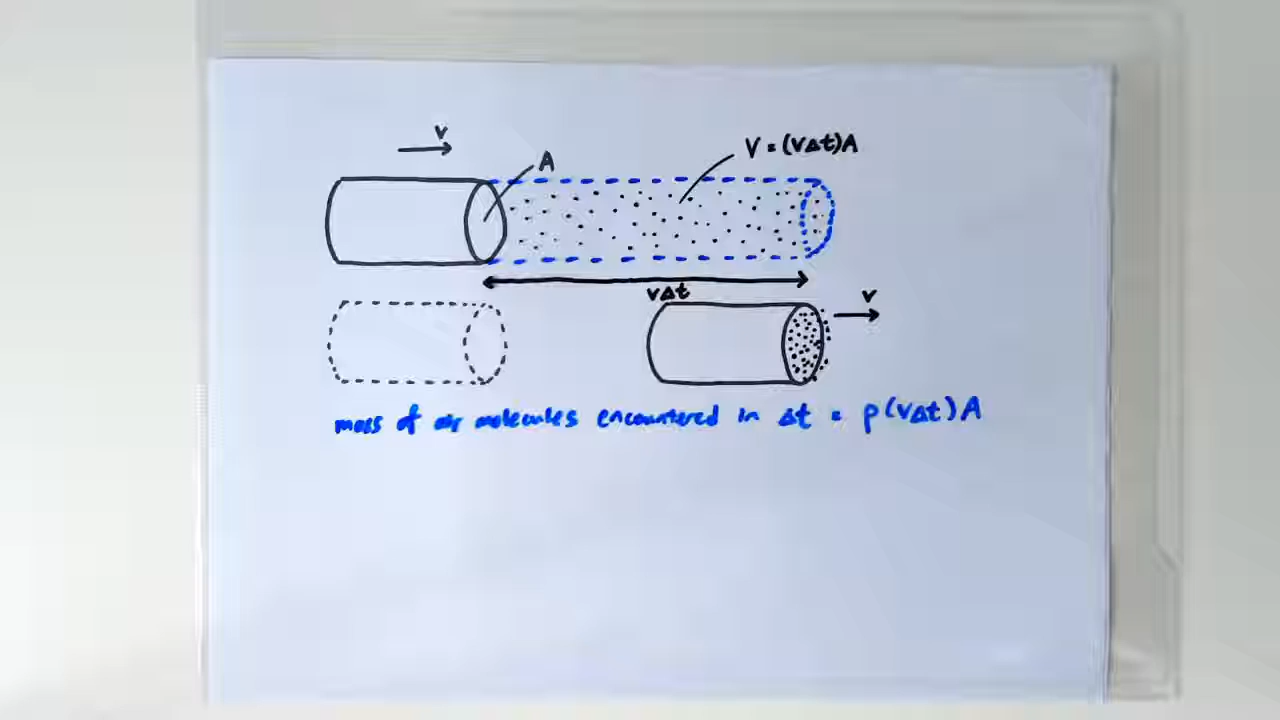 v
A
V = (vΔt)A
vΔt
v
mass of air molecules encountered in Δt = ρ(vΔt)A